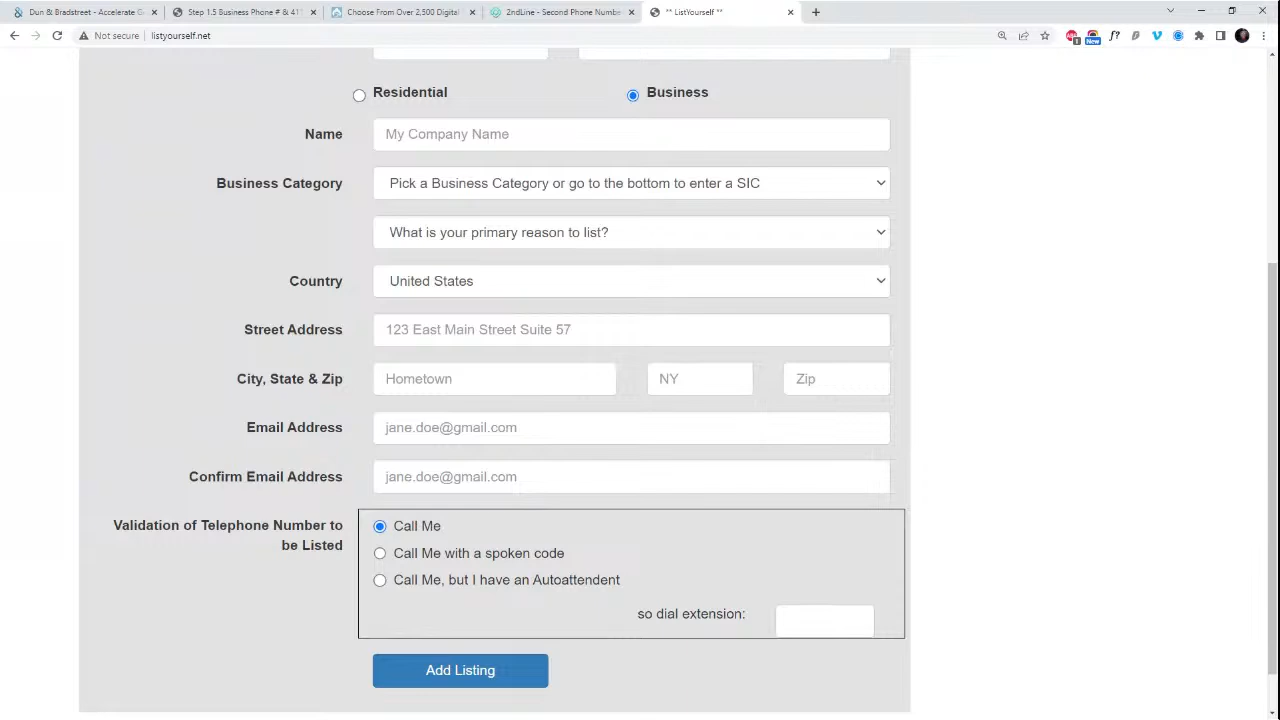 Dun & Bradstreet - Accelerate G
Step 1.5 Business Phone # & 411
Choose From Over 2,500 Digital
2ndLine - Second Phone Numbe
** ListYourself **
Not secure
listyourself.net
New
Residential
Business
Name
My Company Name
Business Category
Pick a Business Category or go to the bottom to enter a SIC
What is your primary reason to list?
Country
United States
Street Address
123 East Main Street Suite 57
City, State & Zip
Hometown
NY
Zip
Email Address
jane.doe@gmail.com
Confirm Email Address
jane.doe@gmail.com
Validation of Telephone Number to
be Listed
Call Me
Call Me with a spoken code
Call Me, but I have an Autoattendent
so dial extension:
Add Listing